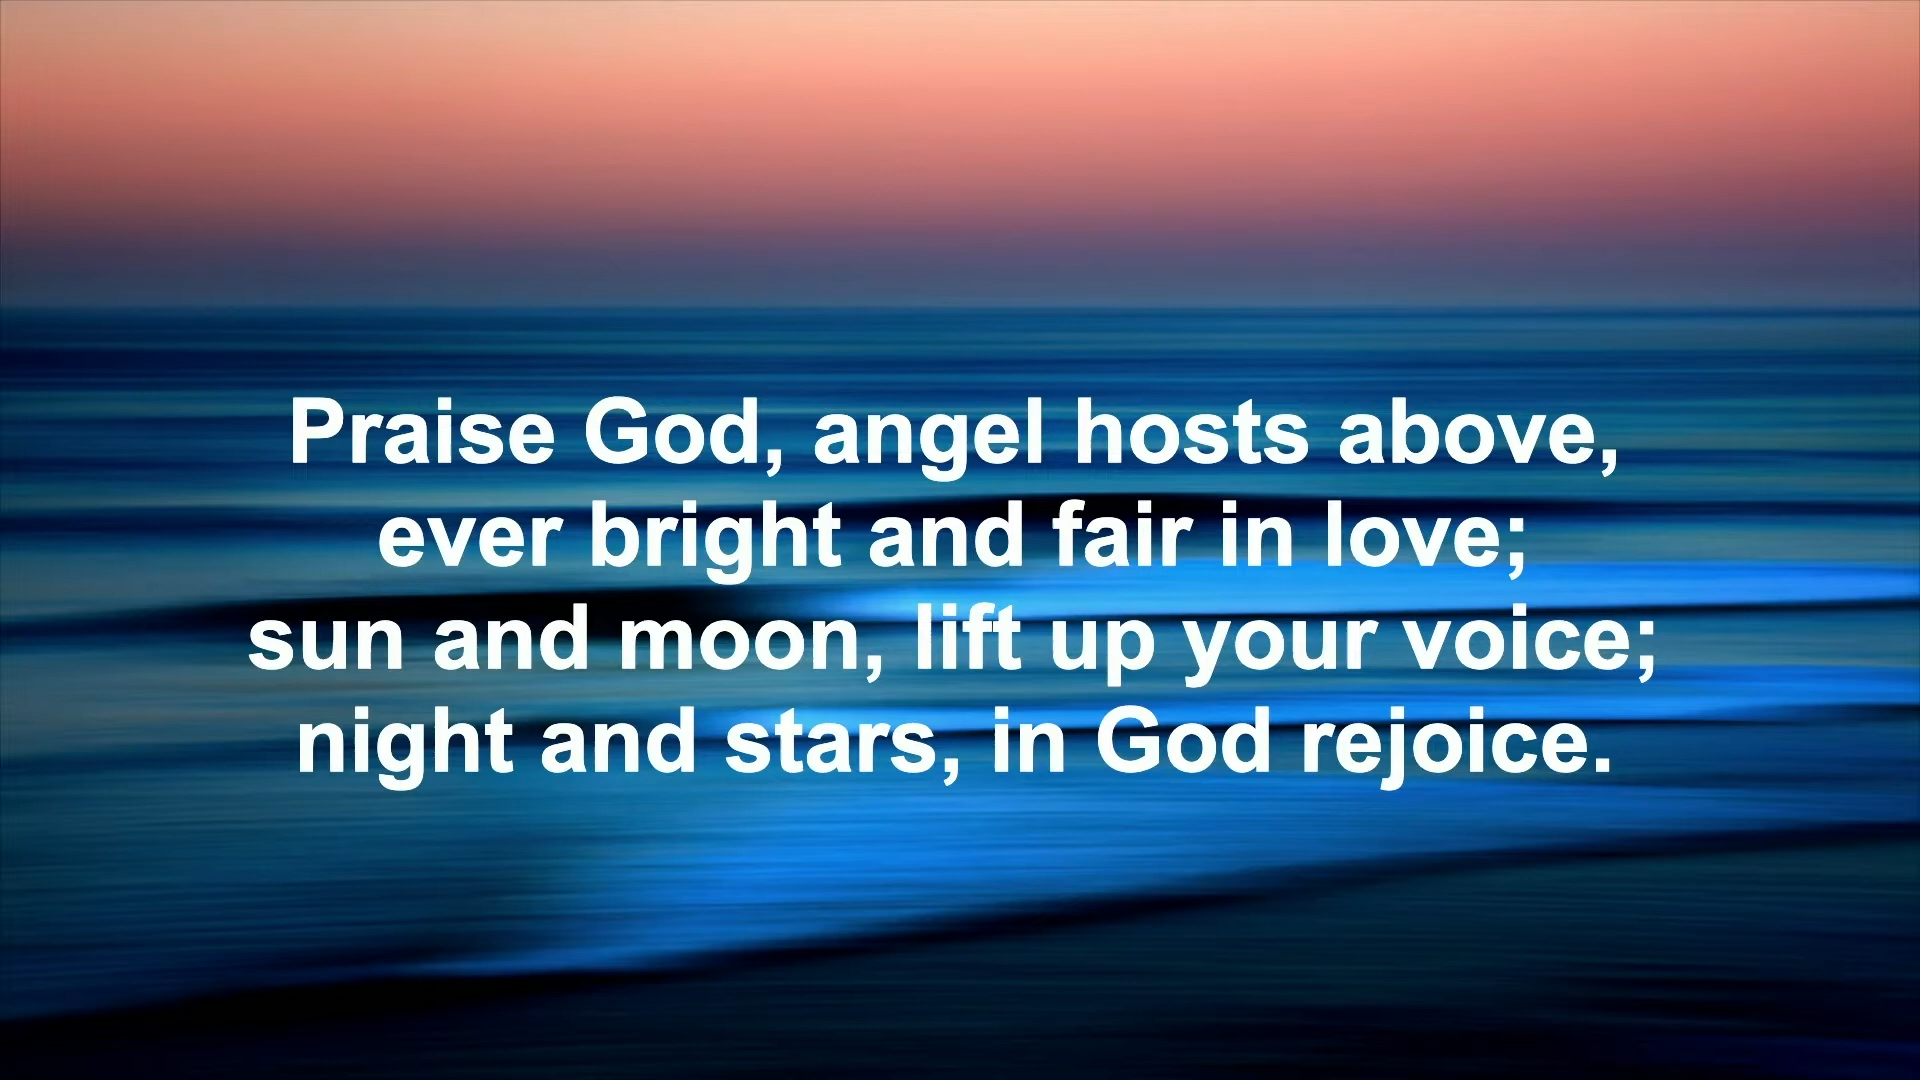 Praise God, angel hosts above,
ever bright and fair in love;
sun and moon, lift up your voice;
night and stars, in God rejoice.